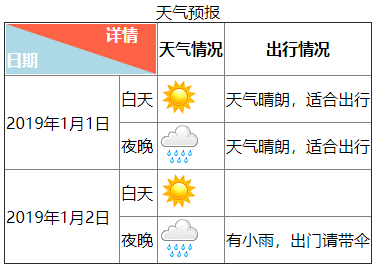 天气预报
详情
日期
天气情况
出行情况
2019年1月1日
白天
天气晴朗，适合出行
夜晚
天气晴朗，适合出行
2019年1月2日
白天
夜晚
有小雨，出门请带伞